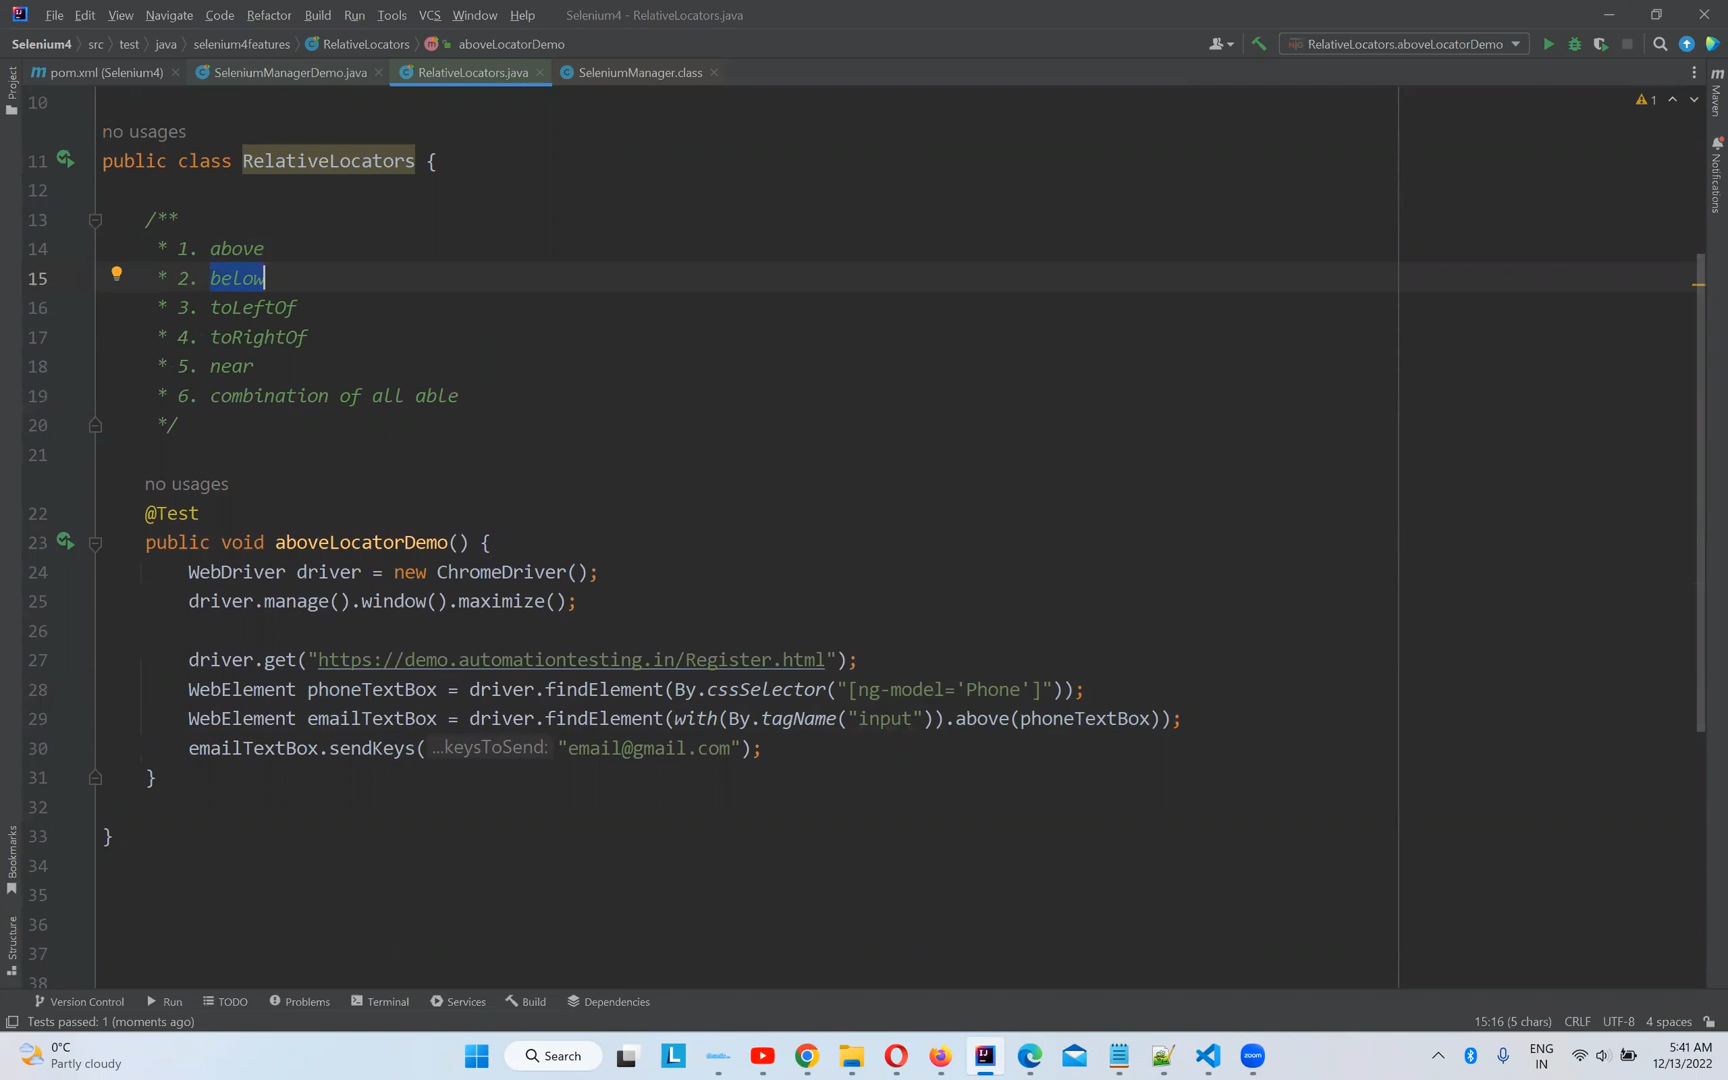 File Edit View Navigate Code Refactor Build Run Tools VCS Window Help Selenium4 - RelativeLocators.java
Selenium4 src test java selenium4features RelativeLocators aboveLocatorDemo RelativeLocators.aboveLocatorDemo
pom.xml (Selenium4) SeleniumManagerDemo.java RelativeLocators.java SeleniumManager.class
Project
Maven
Notifications
Bookmarks
Structure
1
10
no usages
11 public class RelativeLocators {
12
13 /**
14 * 1. above
15 * 2. below
16 * 3. toLeftOf
17 * 4. toRightOf
18 * 5. near
19 * 6. combination of all able
20 */
21
no usages
22 @Test
23 public void aboveLocatorDemo() {
24 WebDriver driver = new ChromeDriver();
25 driver.manage().window().maximize();
26
27 driver.get("https://demo.automationtesting.in/Register.html");
28 WebElement phoneTextBox = driver.findElement(By.cssSelector("[ng-model='Phone']"));
29 WebElement emailTextBox = driver.findElement(with(By.tagName("input")).above(phoneTextBox));
30 emailTextBox.sendKeys( ...keysToSend: "email@gmail.com");
31 }
32
33 }
34
35
36
37
38
Version Control Run TODO Problems Terminal Services Build Dependencies
Tests passed: 1 (moments ago) 15:16 (5 chars) CRLF UTF-8 4 spaces
0°C
Partly cloudy
Search
zoom
ENG
IN
5:41 AM
12/13/2022